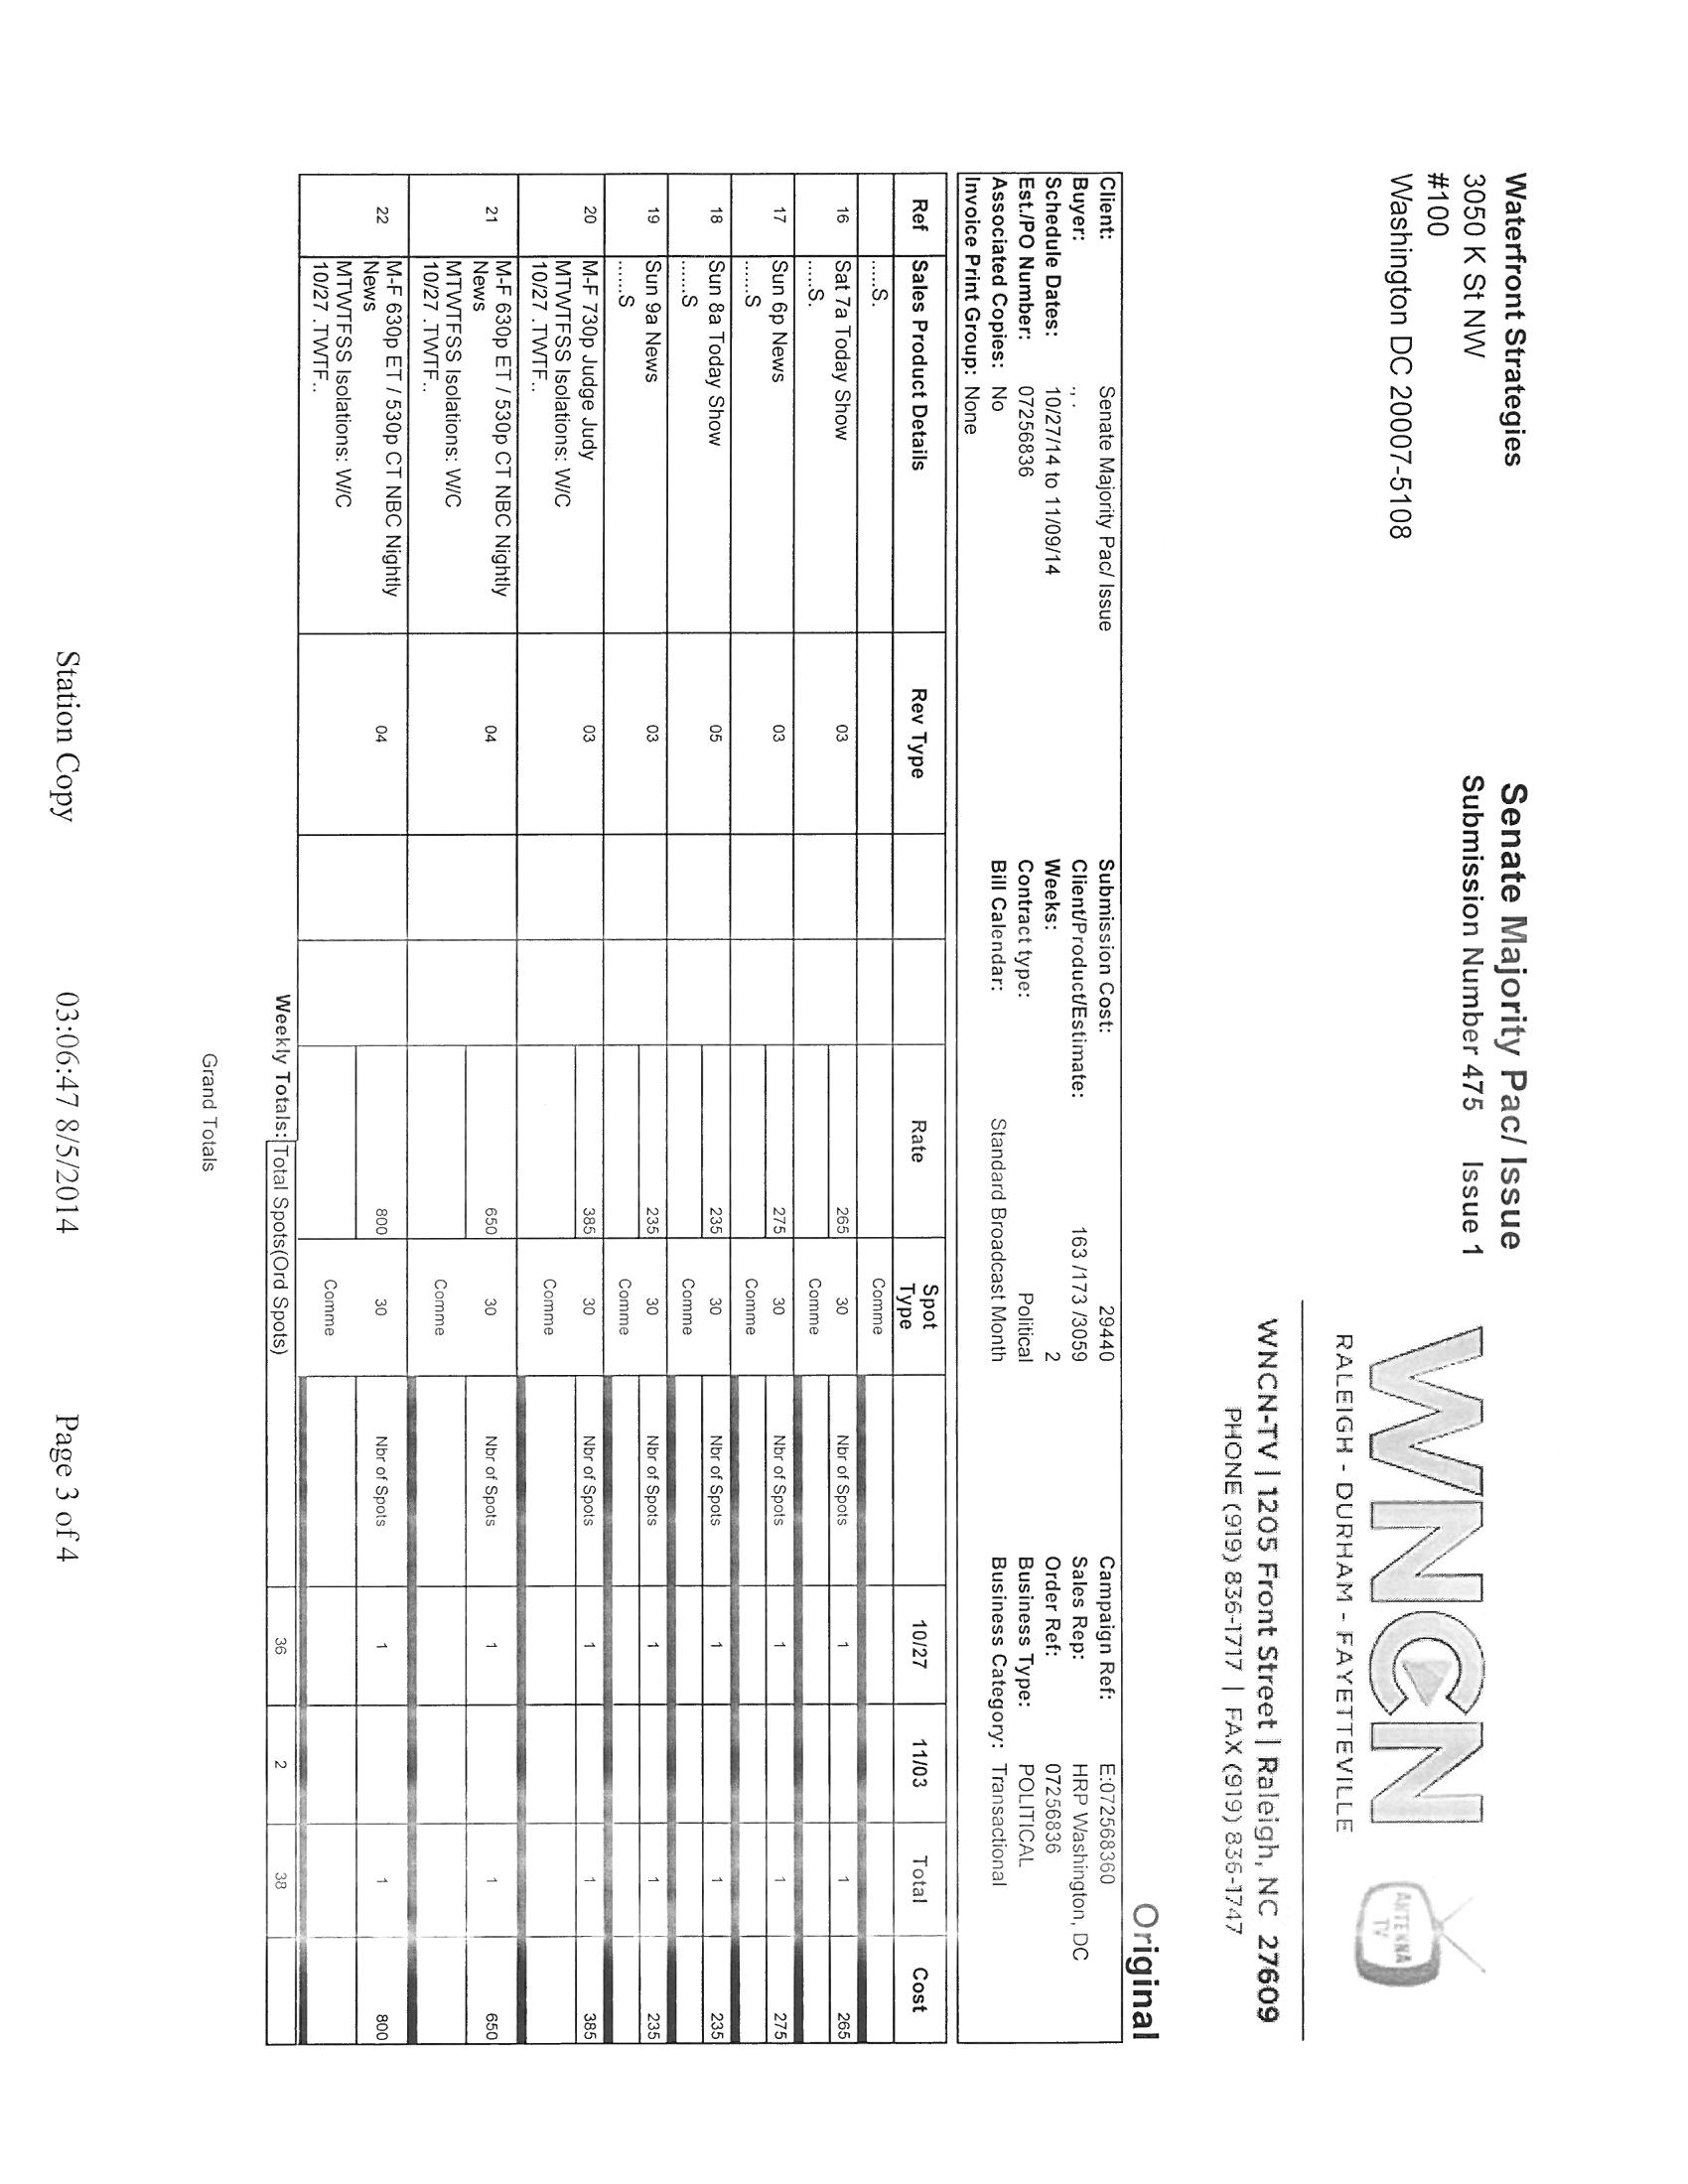 Waterfront Strategies
3050 K St NW
#100
Washington DC 20007-5108
Senate Majority Pac/ Issue
Submission Number 475 Issue 1
WNCN
RALEIGH - DURHAM - FAYETTEVILLE
ANTENNA
TV
WNCN-TV | 1205 Front Street | Raleigh, NC 27609
PHONE (919) 836-1717 | FAX (919) 836-1747
Original
Client: Senate Majority Pac/ Issue Submission Cost: 29440 Campaign Ref: E:072568360
Buyer: ., . Client/Product/Estimate: 163 /173 /3059 Sales Rep: HRP Washington, DC
Schedule Dates: 10/27/14 to 11/09/14 Weeks: 2 Order Ref: 07256836
Est./PO Number: 07256836 Contract type: Political Business Type: POLITICAL
Associated Copies: No Bill Calendar: Standard Broadcast Month Business Category: Transactional
Invoice Print Group: None
Ref Sales Product Details Rev Type Rate Spot Type 10/27 11/03 Total Cost
.....S. Comme
16 Sat 7a Today Show 03 265 30 Nbr of Spots 1 1 265
.....S. Comme
17 Sun 6p News 03 275 30 Nbr of Spots 1 1 275
......S Comme
18 Sun 8a Today Show 05 235 30 Nbr of Spots 1 1 235
......S Comme
19 Sun 9a News 03 235 30 Nbr of Spots 1 1 235
......S Comme
20 M-F 730p Judge Judy 03 385 30 Nbr of Spots 1 1 385
MTWTFSS Isolations: W/C Comme
10/27 .TWTF..
21 M-F 630p ET / 530p CT NBC Nightly 04 650 30 Nbr of Spots 1 1 650
News
MTWTFSS Isolations: W/C Comme
10/27 .TWTF..
22 M-F 630p ET / 530p CT NBC Nightly 04 800 30 Nbr of Spots 1 1 800
News
MTWTFSS Isolations: W/C Comme
10/27 .TWTF..
Weekly Totals: Total Spots(Ord Spots) 36 2 38
Grand Totals
Station Copy 03:06:47 8/5/2014 Page 3 of 4